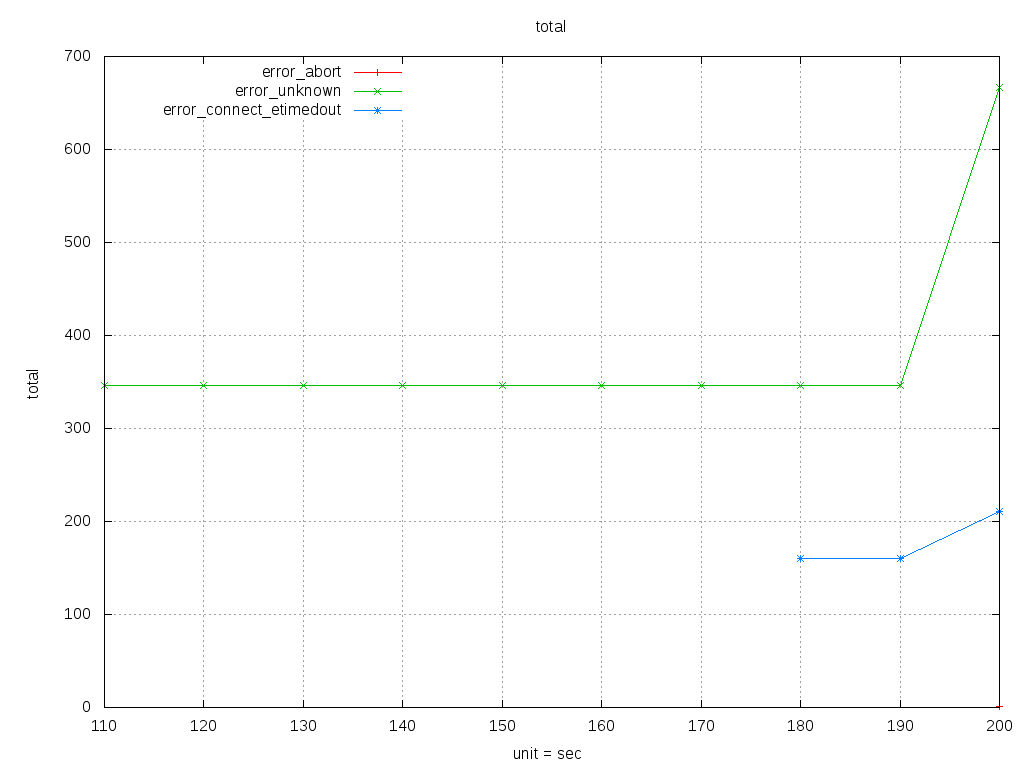 total
700
600
500
400
300
200
100
0
total
error_abort
error_unknown
error_connect_etimedout
110 120 130 140 150 160 170 180 190 200
unit = sec